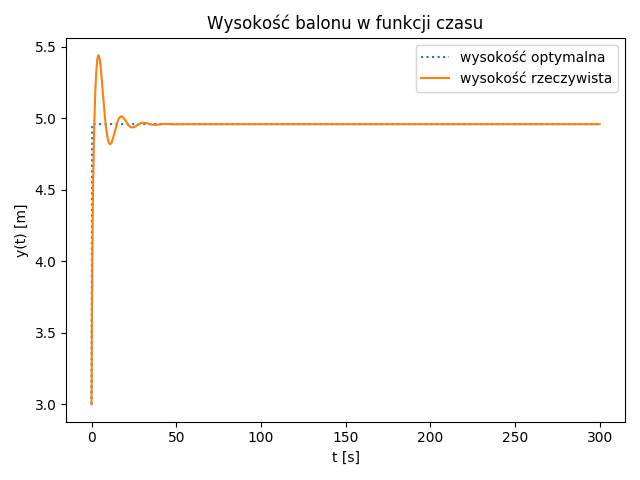 Wysokość balonu w funkcji czasu
wysokość optymalna
wysokość rzeczywista
y(t) [m]
5.5
5.0
4.5
4.0
3.5
3.0
0 50 100 150 200 250 300
t [s]